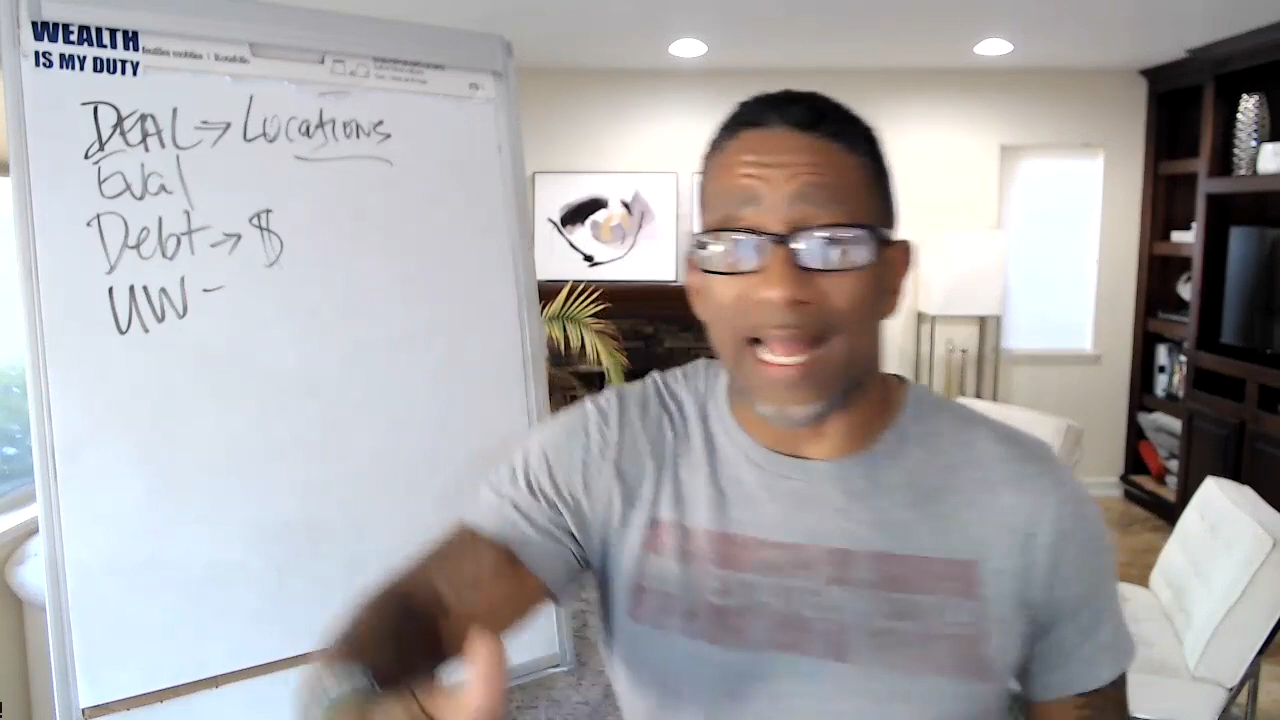 WEALTH
IS MY DUTY
DEAL → Locations
Eval
Debt → $
UW -